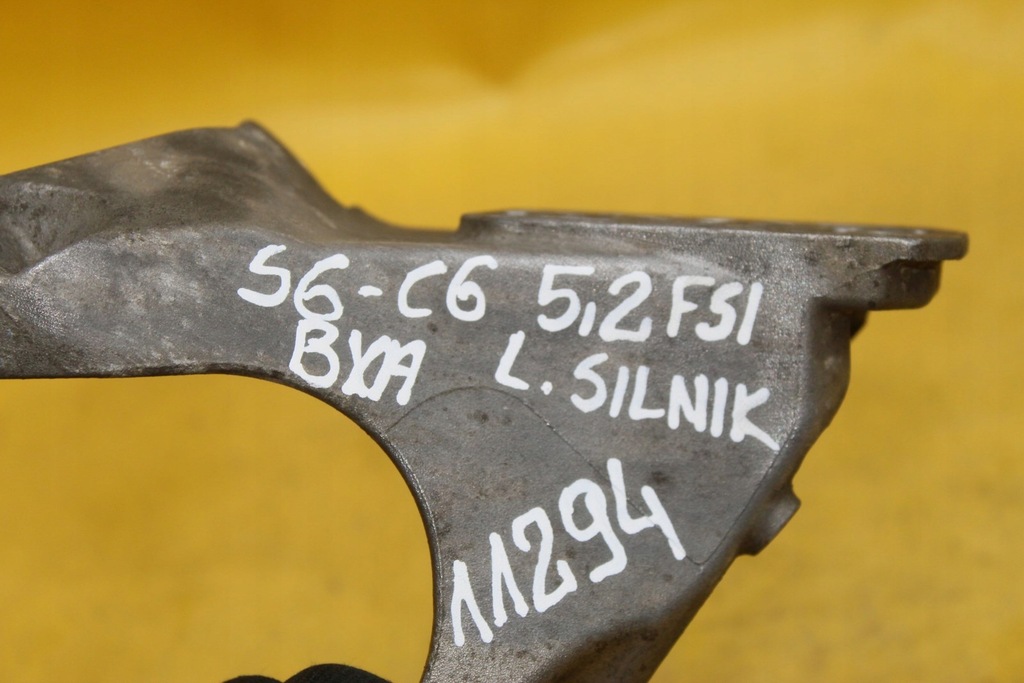 S6-C6 5,2 FSI
BXA L. SILNIK
11294